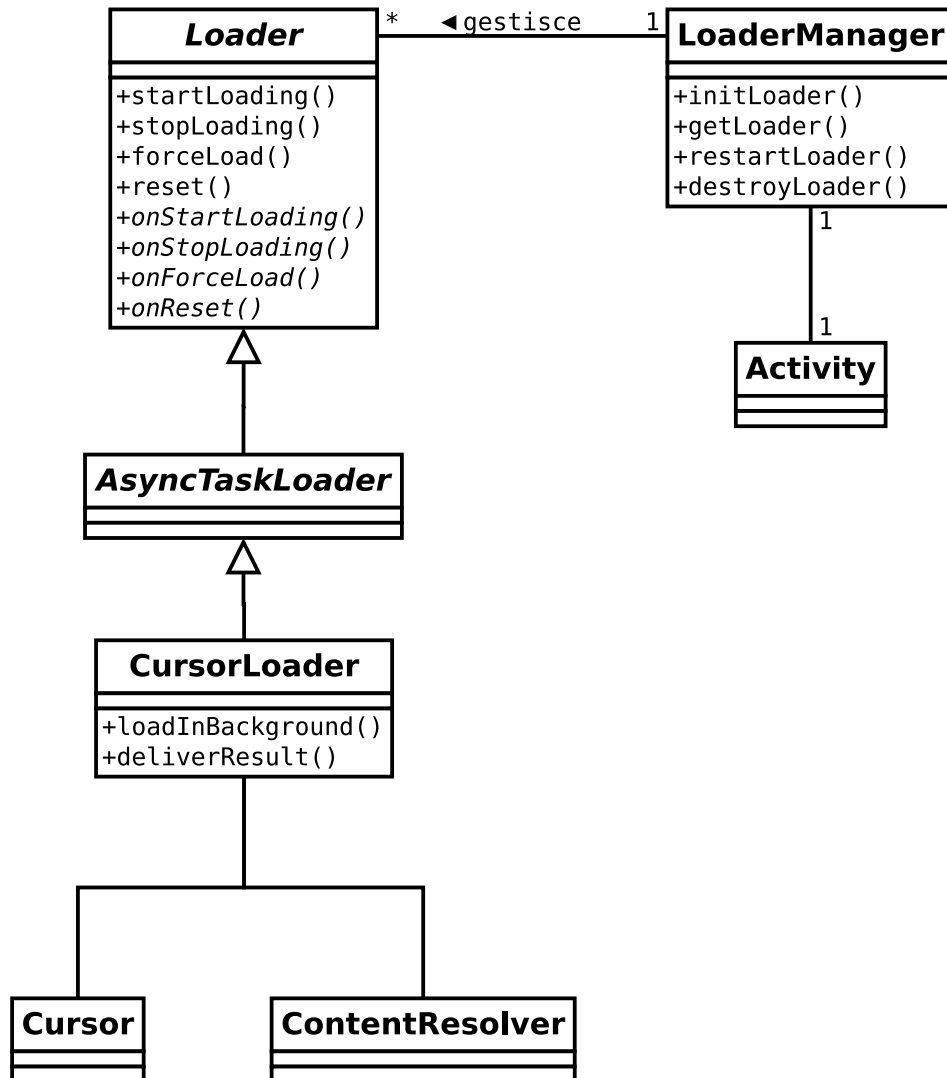 Loader
* ◄ gestisce 1
LoaderManager
+startLoading()
+stopLoading()
+forceLoad()
+reset()
+onStartLoading()
+onStopLoading()
+onForceLoad()
+onReset()
+initLoader()
+getLoader()
+restartLoader()
+destroyLoader()
1
1
Activity
AsyncTaskLoader
CursorLoader
+loadInBackground()
+deliverResult()
Cursor
ContentResolver